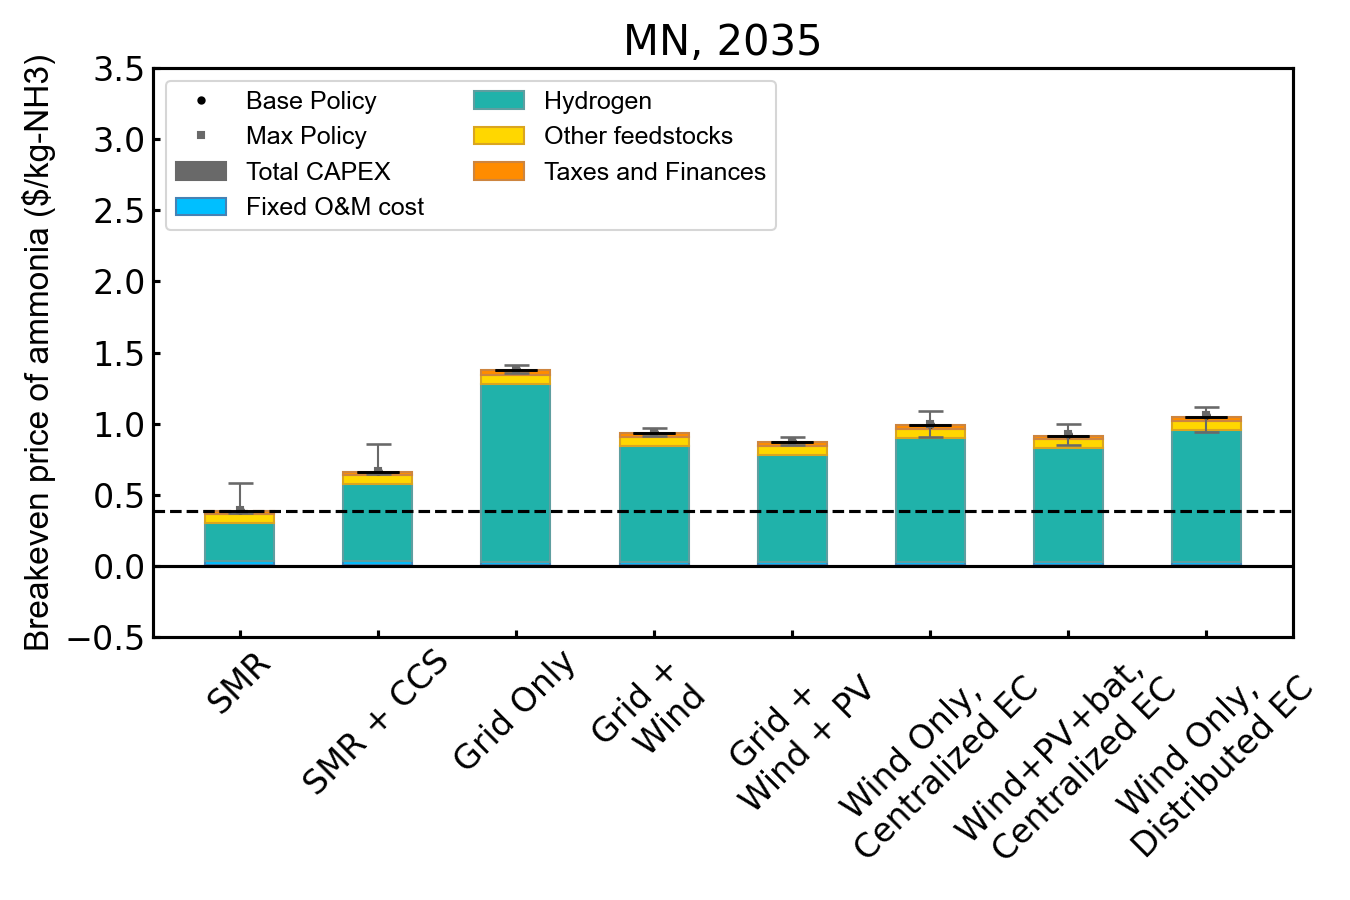 MN, 2035
Breakeven price of ammonia ($/kg-NH3)
3.5
3.0
2.5
2.0
1.5
1.0
0.5
0.0
−0.5
Base Policy
Max Policy
Total CAPEX
Fixed O&M cost
Hydrogen
Other feedstocks
Taxes and Finances
SMR
SMR + CCS
Grid Only
Grid +
Wind
Grid +
Wind + PV
Wind Only,
Centralized EC
Wind+PV+bat,
Centralized EC
Wind Only,
Distributed EC